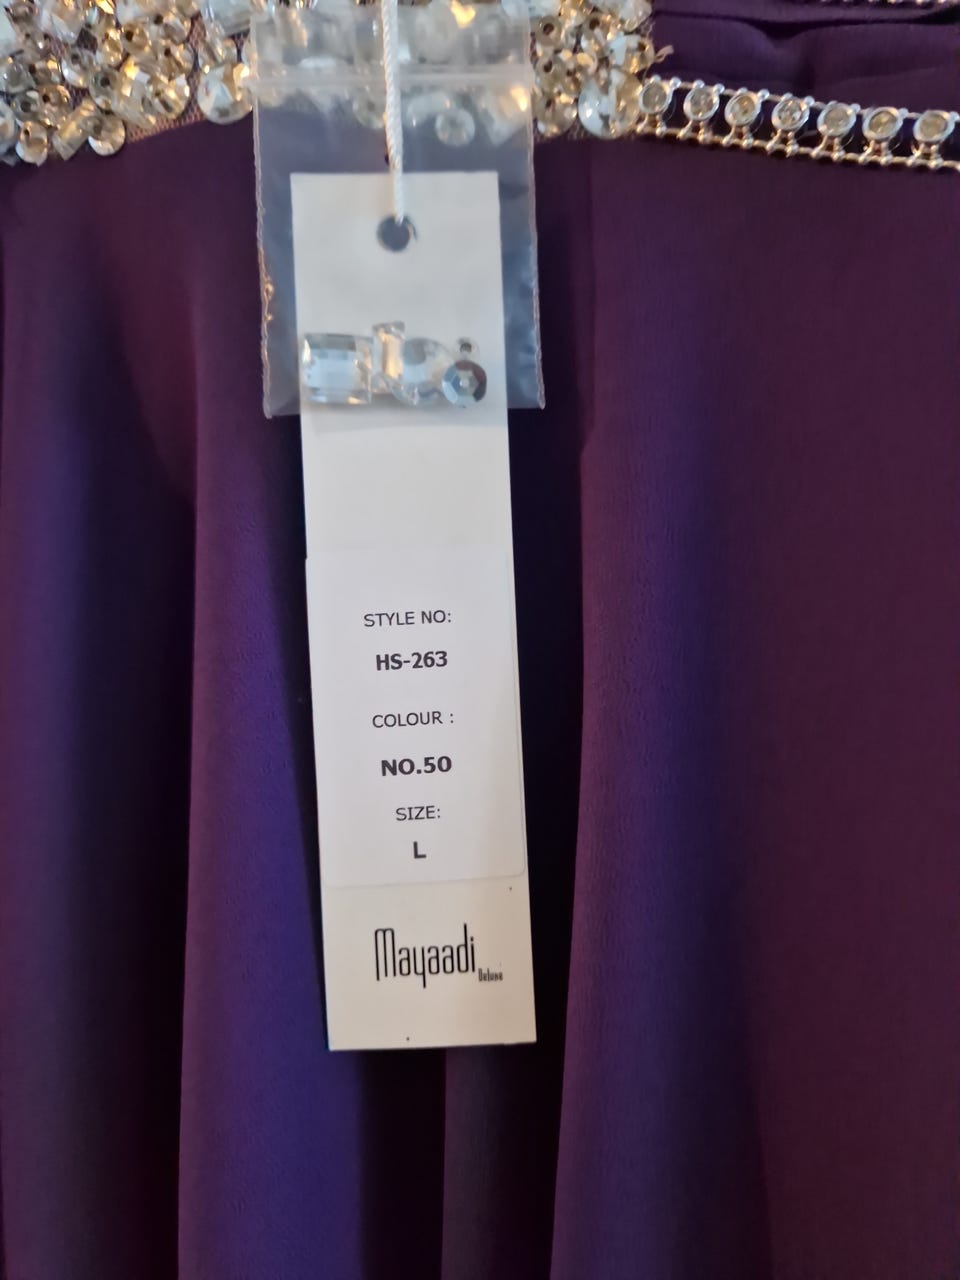 STYLE NO:
HS-263
COLOUR :
NO.50
SIZE:
L
Mayaadi
Deluxe